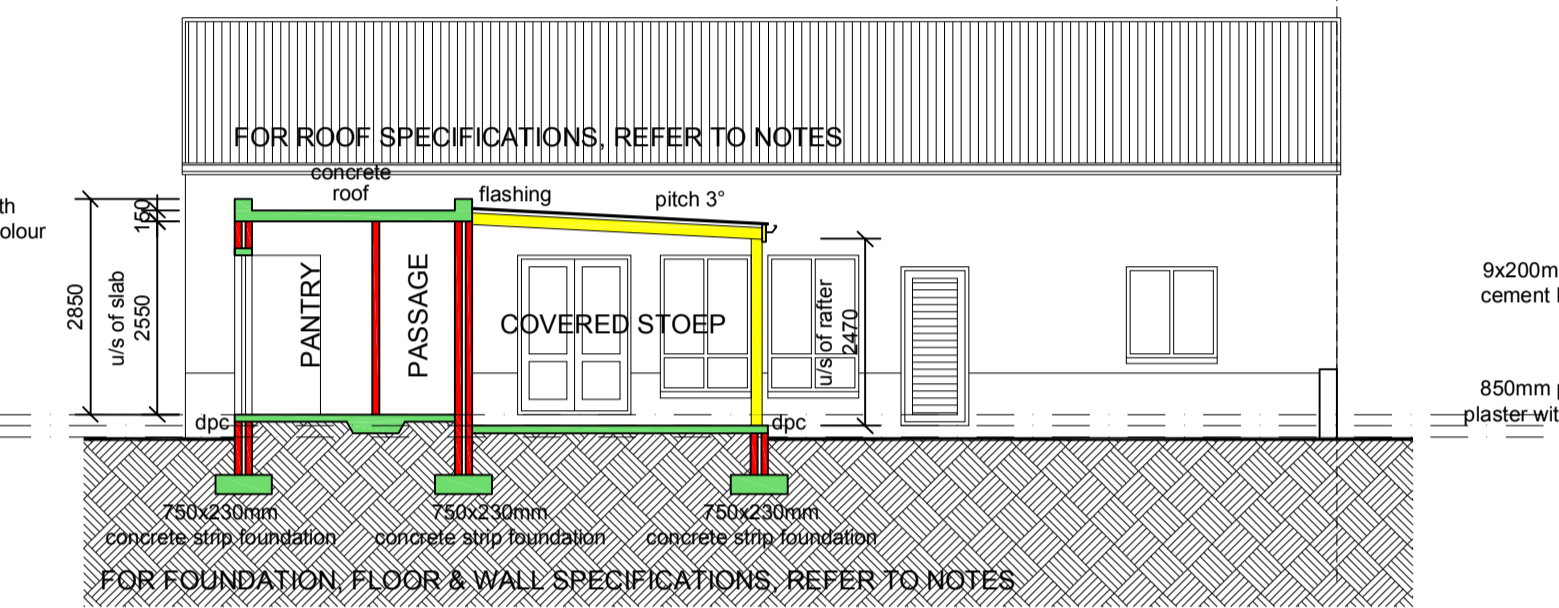 FOR ROOF SPECIFICATIONS, REFER TO NOTES
concrete
roof
flashing
pitch 3°
th
olour
150
2850
u/s of slab
2550
PANTRY
PASSAGE
COVERED STOEP
u/s of rafter
2470
9x200m
cement
850mm
plaster wit
dpc
dpc
750x230mm
concrete strip foundation
750x230mm
concrete strip foundation
750x230mm
concrete strip foundation
FOR FOUNDATION, FLOOR & WALL SPECIFICATIONS, REFER TO NOTES